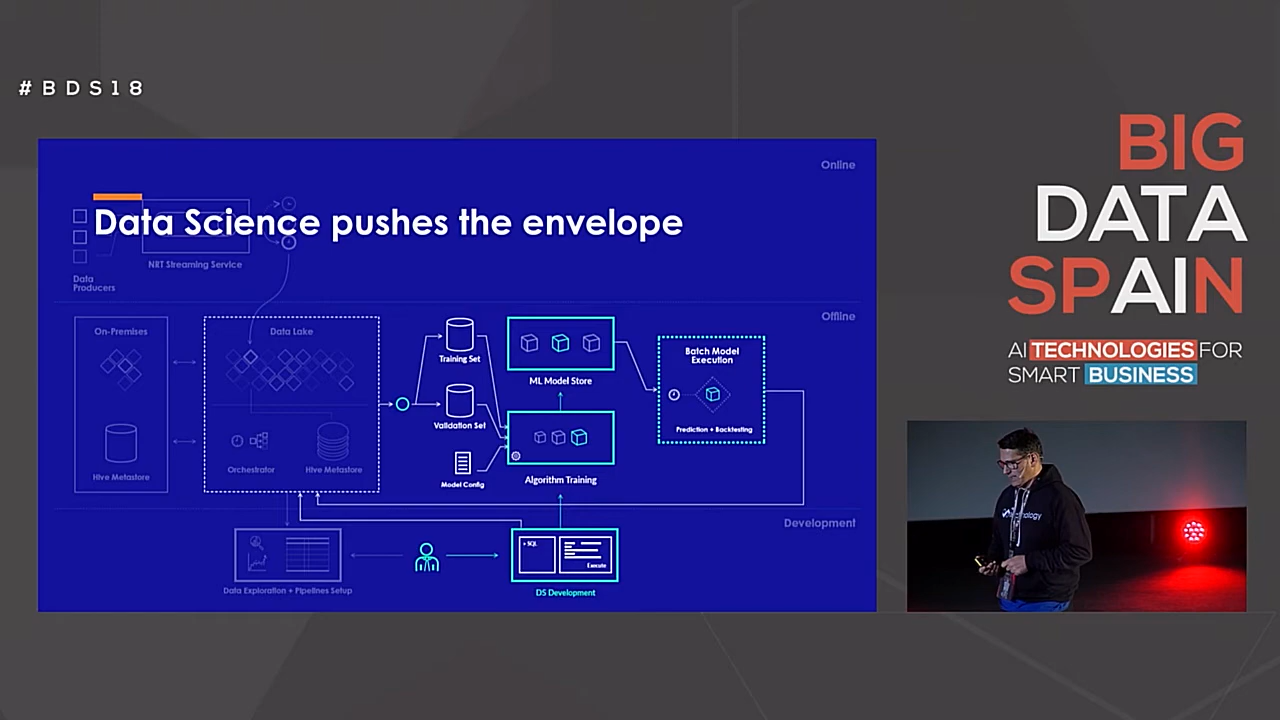 #BDS18
Online
Data Science pushes the envelope
NRT Streaming Service
Data
Producers
Offline
On-Premises
Data Lake
Training Set
Validation Set
Model Config
ML Model Store
Algorithm Training
Batch Model
Execution
Prediction + Backtesting
Hive Metastore
Orchestrator
Hive Metastore
Development
> SQL
Execute
Data Exploration + Pipelines Setup
DS Development
BIG
DATA
SPAIN
AI TECHNOLOGIES FOR
SMART BUSINESS